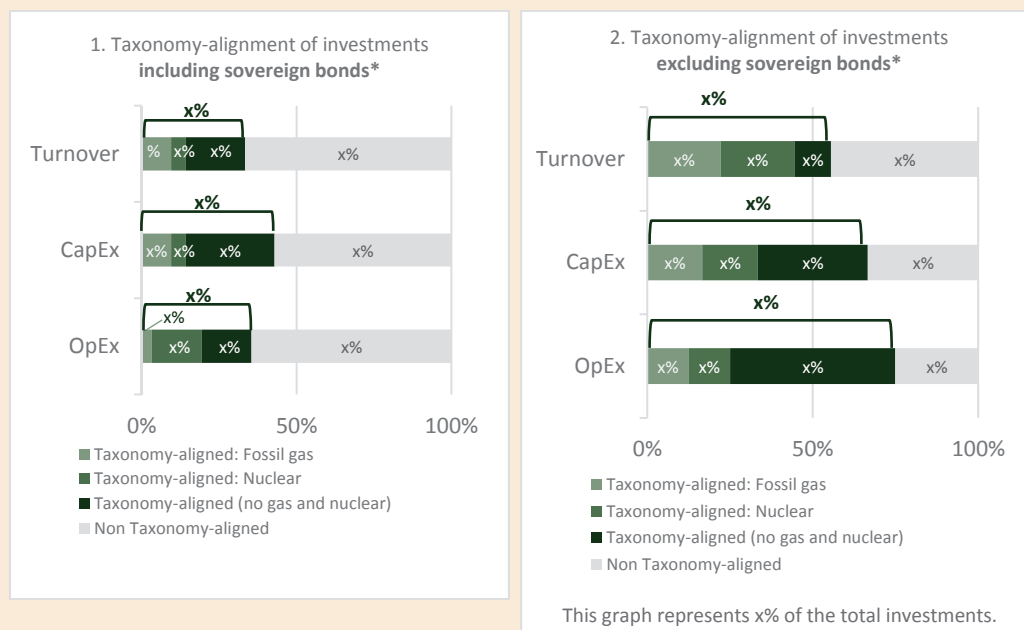 1. Taxonomy-alignment of investments
including sovereign bonds*
x%
Turnover
% x% x% x%
x%
CapEx
x% x% x% x%
x%
x%
OpEx
x% x% x%
0% 50% 100%
Taxonomy-aligned: Fossil gas
Taxonomy-aligned: Nuclear
Taxonomy-aligned (no gas and nuclear)
Non Taxonomy-aligned
2. Taxonomy-alignment of investments
excluding sovereign bonds*
x%
Turnover
x% x% x% x%
x%
CapEx
x% x% x% x%
x%
OpEx
x% x% x% x%
0% 50% 100%
Taxonomy-aligned: Fossil gas
Taxonomy-aligned: Nuclear
Taxonomy-aligned (no gas and nuclear)
Non Taxonomy-aligned
This graph represents x% of the total investments.